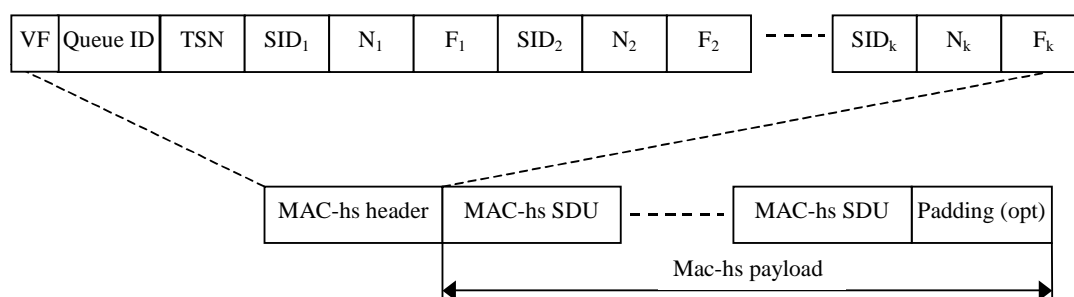 VF Queue ID TSN SID₁ N₁ F₁ SID₂ N₂ F₂ SIDₖ Nₖ Fₖ
MAC-hs header MAC-hs SDU MAC-hs SDU Padding (opt)
Mac-hs payload